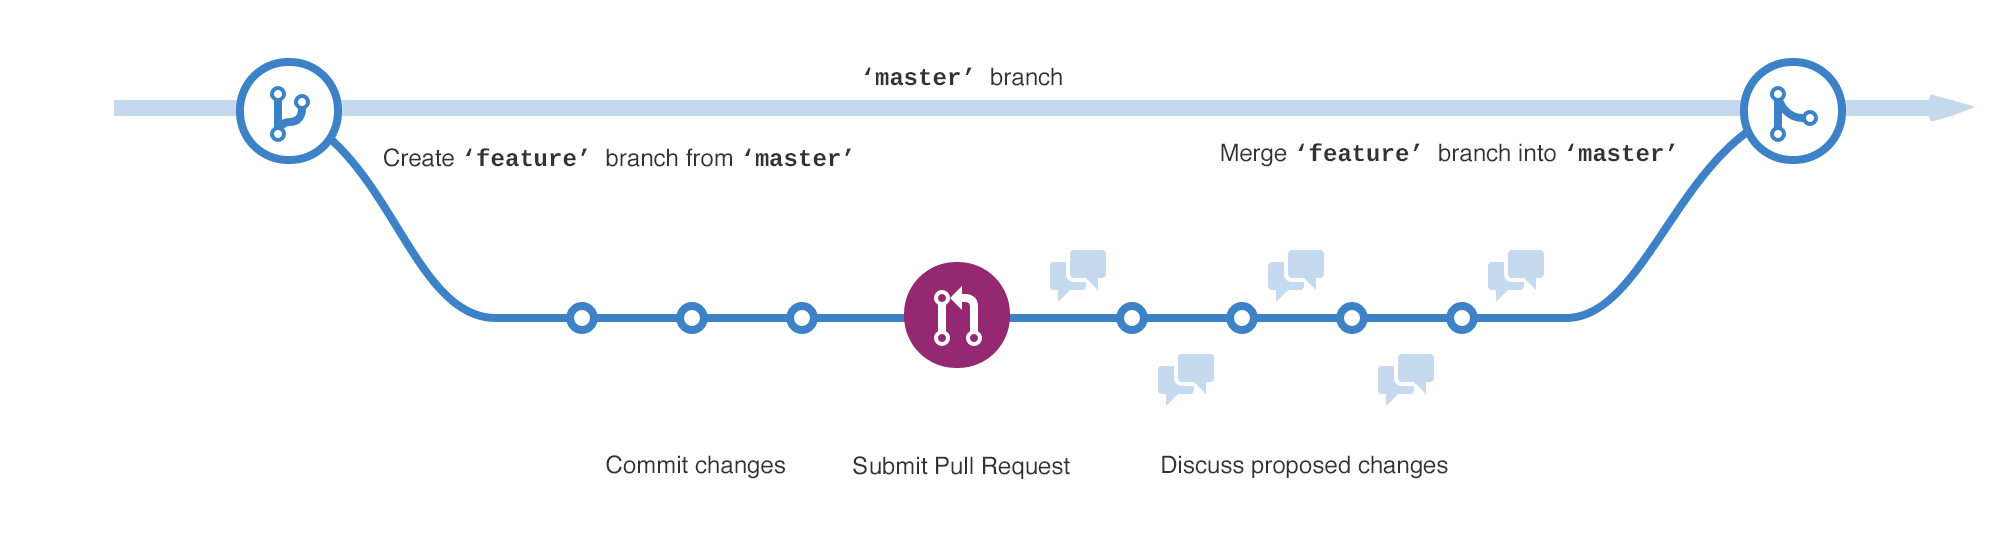 ‘master’ branch
Create ‘feature’ branch from ‘master’
Merge ‘feature’ branch into ‘master’
Commit changes
Submit Pull Request
Discuss proposed changes